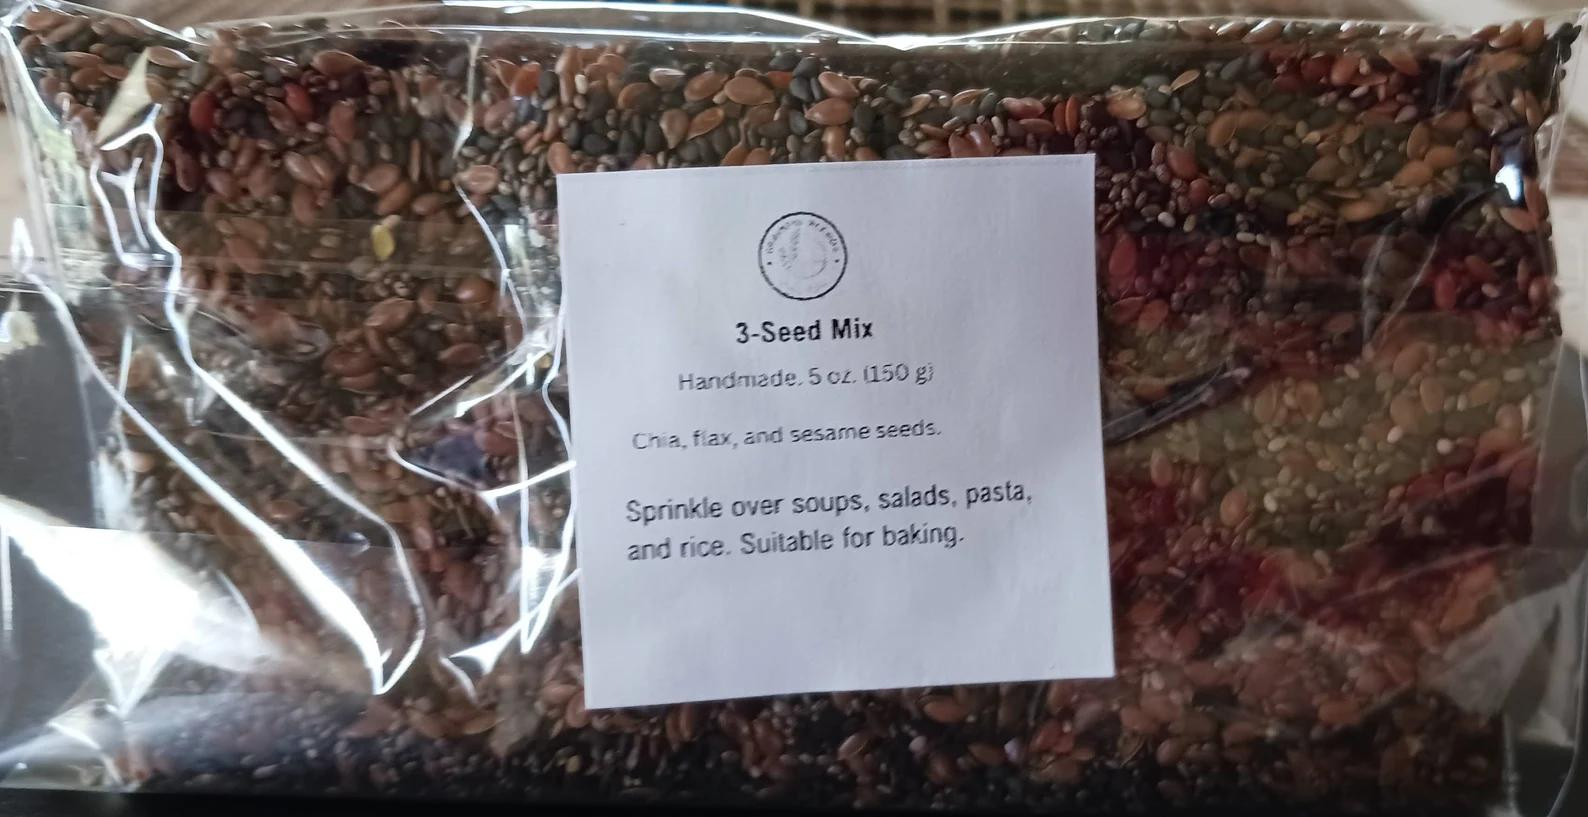 3-Seed Mix
Handmade. 5 oz. (150 g)
Chia, flax, and sesame seeds.
Sprinkle over soups, salads, pasta,
and rice. Suitable for baking.